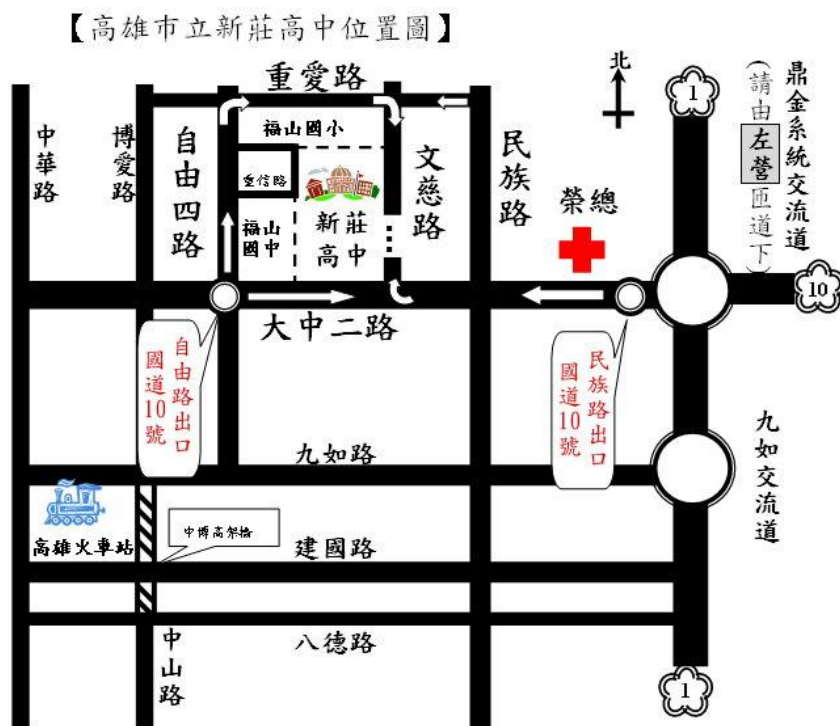 【高雄市立新莊高中位置圖】
北
1
鼎金系統交流道
(請由左營匝道下)
重愛路
中華路
博愛路
自由四路
福山國小
重信路
福山
國中
新莊
高中
文慈路
民族路
榮總
10
大中二路
自由路出口
國道10號
民族路出口
國道10號
九如路
九如交流道
高雄火車站
中博高架橋
建國路
八德路
中山路
1